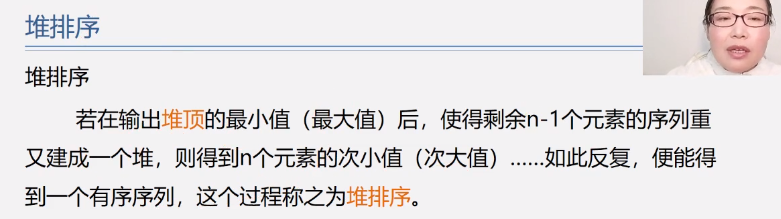 堆排序
堆排序
若在输出堆顶的最小值（最大值）后，使得剩余n-1个元素的序列重
又建成一个堆，则得到n个元素的次小值（次大值）……如此反复，便能得
到一个有序序列，这个过程称之为堆排序。